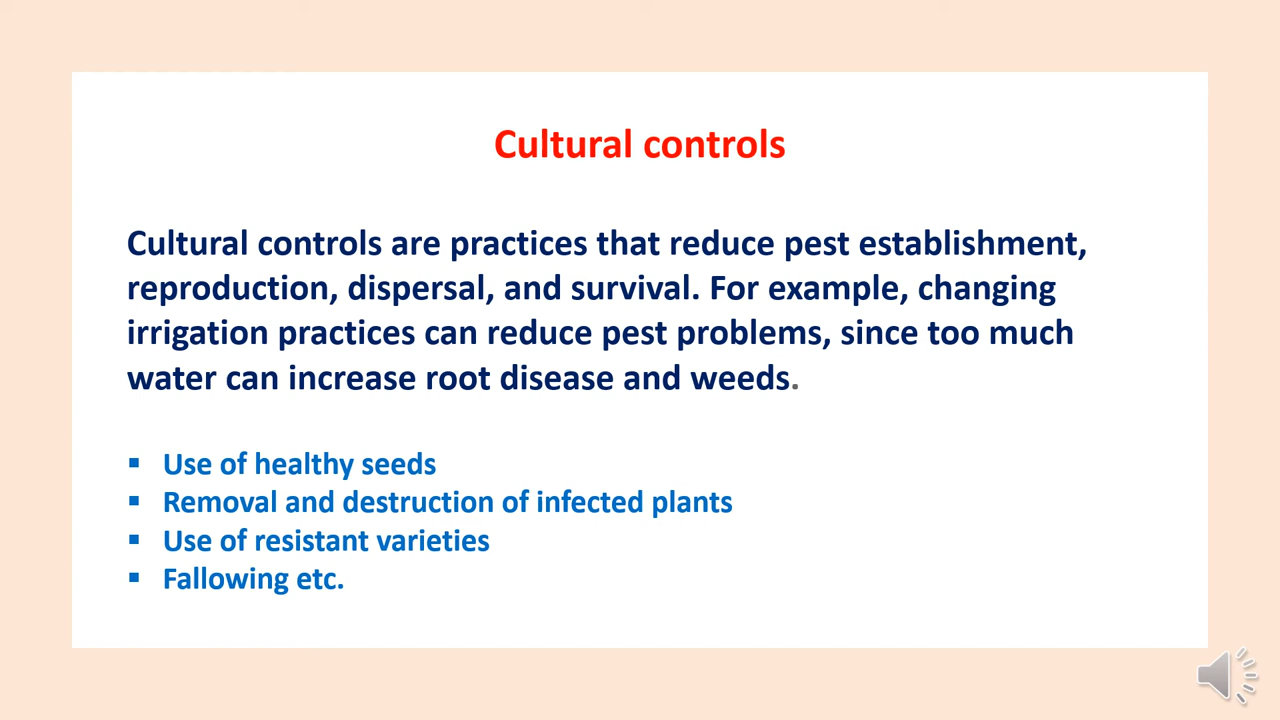 Cultural controls
Cultural controls are practices that reduce pest establishment,
reproduction, dispersal, and survival. For example, changing
irrigation practices can reduce pest problems, since too much
water can increase root disease and weeds.
▪ Use of healthy seeds
▪ Removal and destruction of infected plants
▪ Use of resistant varieties
▪ Fallowing etc.